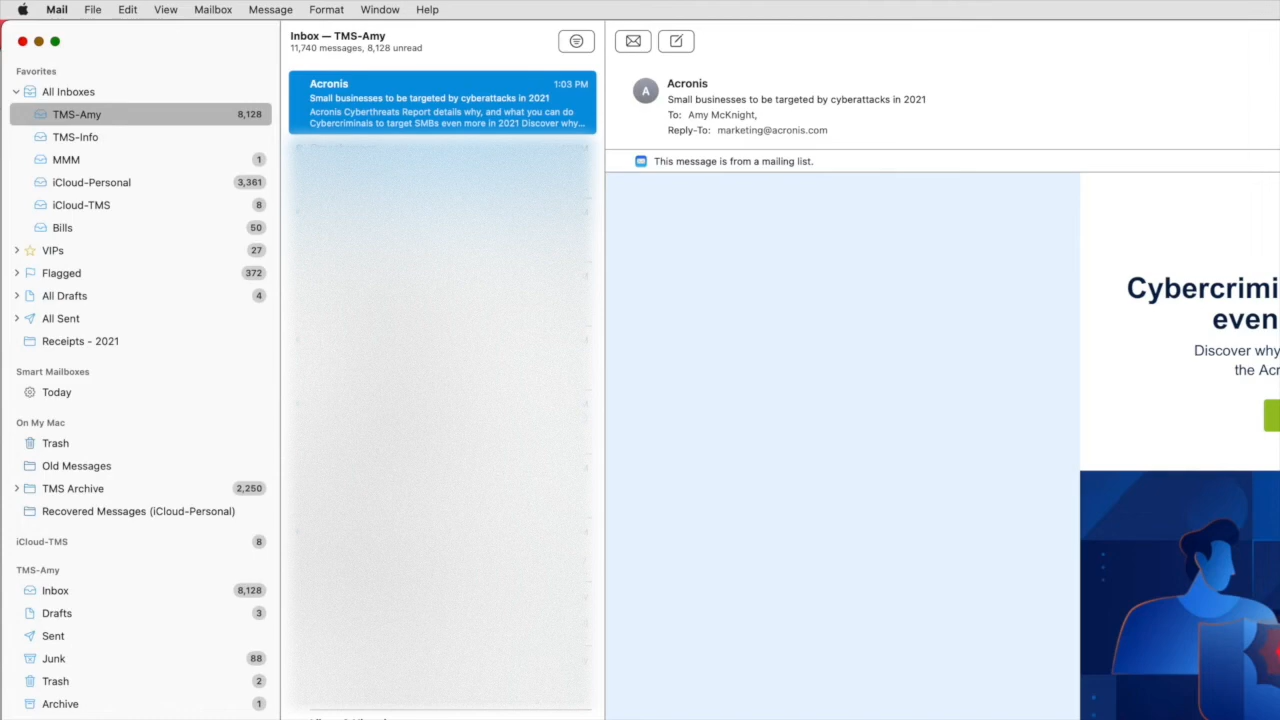 Mail File Edit View Mailbox Message Format Window Help
Favorites
All Inboxes
TMS-Amy 8,128
TMS-Info
MMM 1
iCloud-Personal 3,361
iCloud-TMS 8
Bills 50
VIPs 27
Flagged 372
All Drafts 4
All Sent
Receipts - 2021
Smart Mailboxes
Today
On My Mac
Trash
Old Messages
TMS Archive 2,250
Recovered Messages (iCloud-Personal)
iCloud-TMS 8
TMS-Amy
Inbox 8,128
Drafts 3
Sent
Junk 88
Trash 2
Archive 1
Inbox — TMS-Amy
11,740 messages, 8,128 unread
Acronis 1:03 PM
Small businesses to be targeted by cyberattacks in 2021
Acronis Cyberthreats Report details why, and what you can do
Cybercriminals to target SMBs even more in 2021 Discover why...
A
Acronis
Small businesses to be targeted by cyberattacks in 2021
To: Amy McKnight,
Reply-To: marketing@acronis.com
This message is from a mailing list.
Cybercrimi
even
Discover why
the Acr